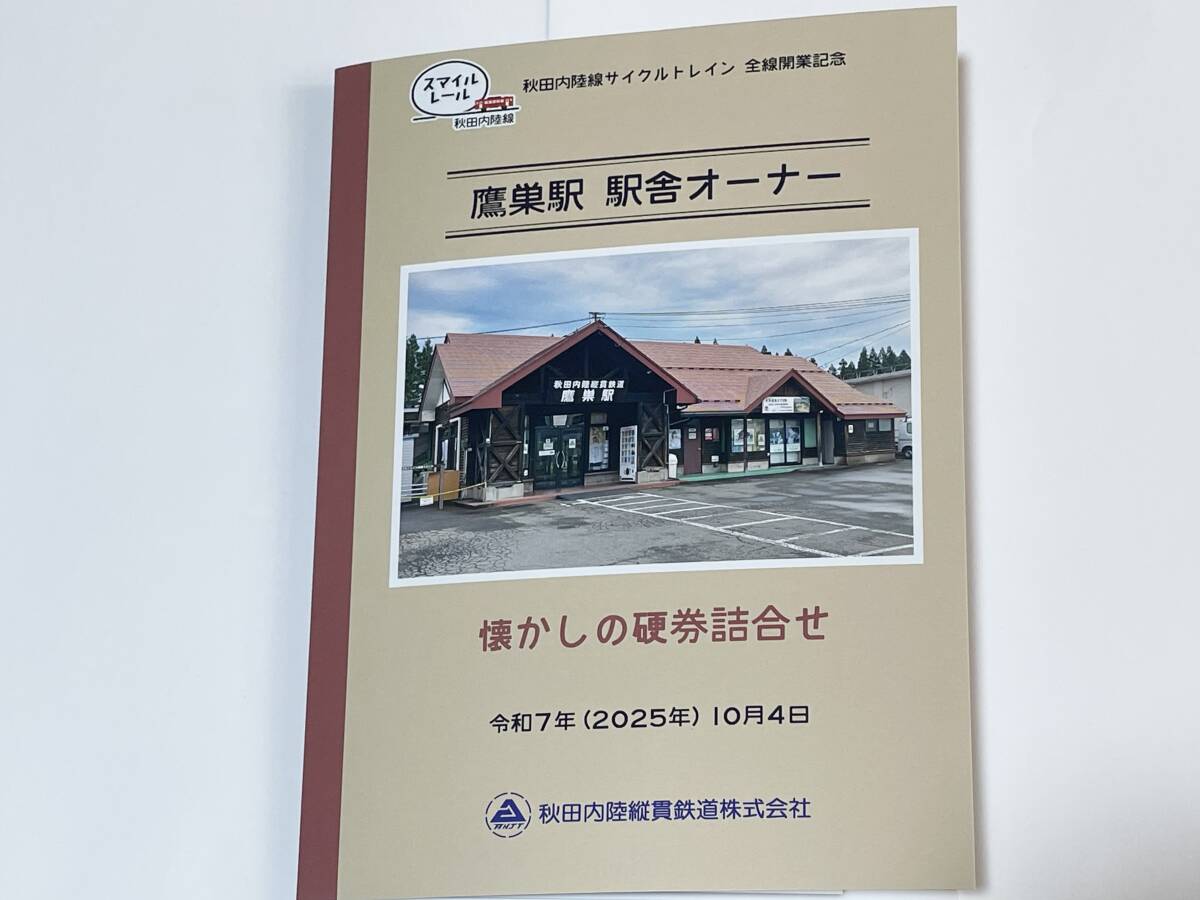 スマイル
レール
秋田内陸線
秋田内陸線サイクルトレイン 全線開業記念
鷹巣駅 駅舎オーナー
秋田内陸縦貫鉄道
鷹巣駅
懐かしの硬券詰合せ
令和7年(2025年)10月4日
秋田内陸縦貫鉄道株式会社